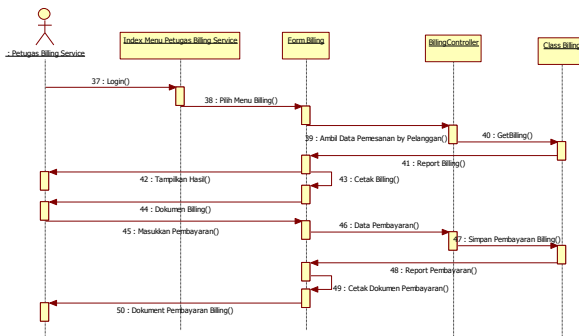 : Petugas Billing Service
Index Menu Petugas Billing Service
Form Billing
BillingController
Class Billing
37 : Login()
38 : Pilih Menu Billing()
39 : Ambil Data Pemesanan by Pelanggan()
40 : GetBilling()
41 : Report Billing()
42 : Tampilkan Hasil()
43 : Cetak Billing()
44 : Dokumen Billing()
45 : Masukkan Pembayaran()
46 : Data Pembayaran()
47 : Simpan Pembayaran Billing()
48 : Report Pembayaran()
49 : Cetak Dokumen Pembayaran()
50 : Dokument Pembayaran Billing()